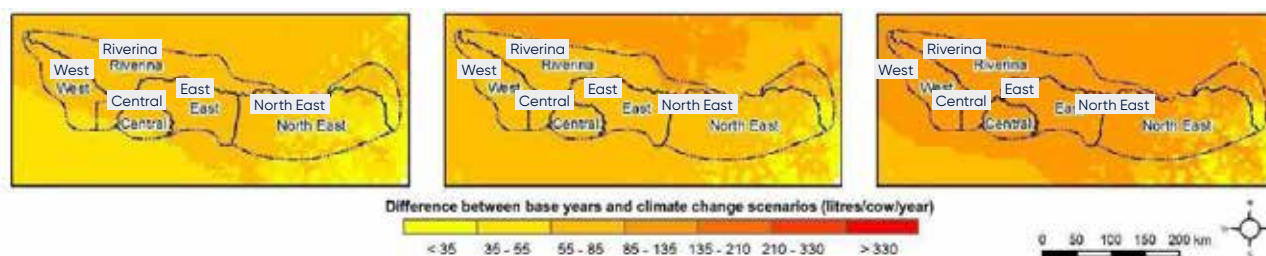 Riverina
Riverina
West
West
Central
Central
East
East
North East
North East
Riverina
Riverina
West
West
Central
Central
East
East
North East
North East
Riverina
Riverina
West
West
Central
Central
East
East
North East
North East
Difference between base years and climate change scenarios (litres/cow/year)
< 35 35 - 55 55 - 85 85 - 135 135 - 210 210 - 330 > 330
0 50 100 150 200 km